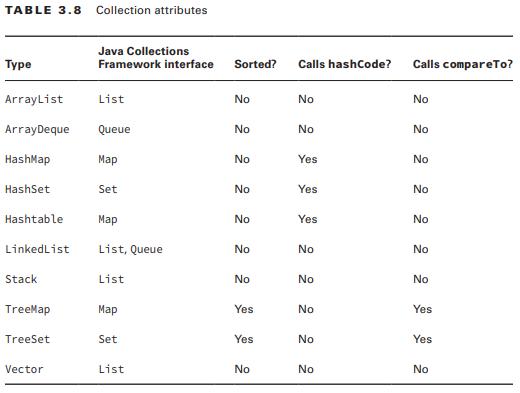 TABLE 3.8 Collection attributes
Java Collections
Type Framework interface Sorted? Calls hashCode? Calls compareTo?
ArrayList List No No No
ArrayDeque Queue No No No
HashMap Map No Yes No
HashSet Set No Yes No
Hashtable Map No Yes No
LinkedList List, Queue No No No
Stack List No No No
TreeMap Map Yes No Yes
TreeSet Set Yes No Yes
Vector List No No No